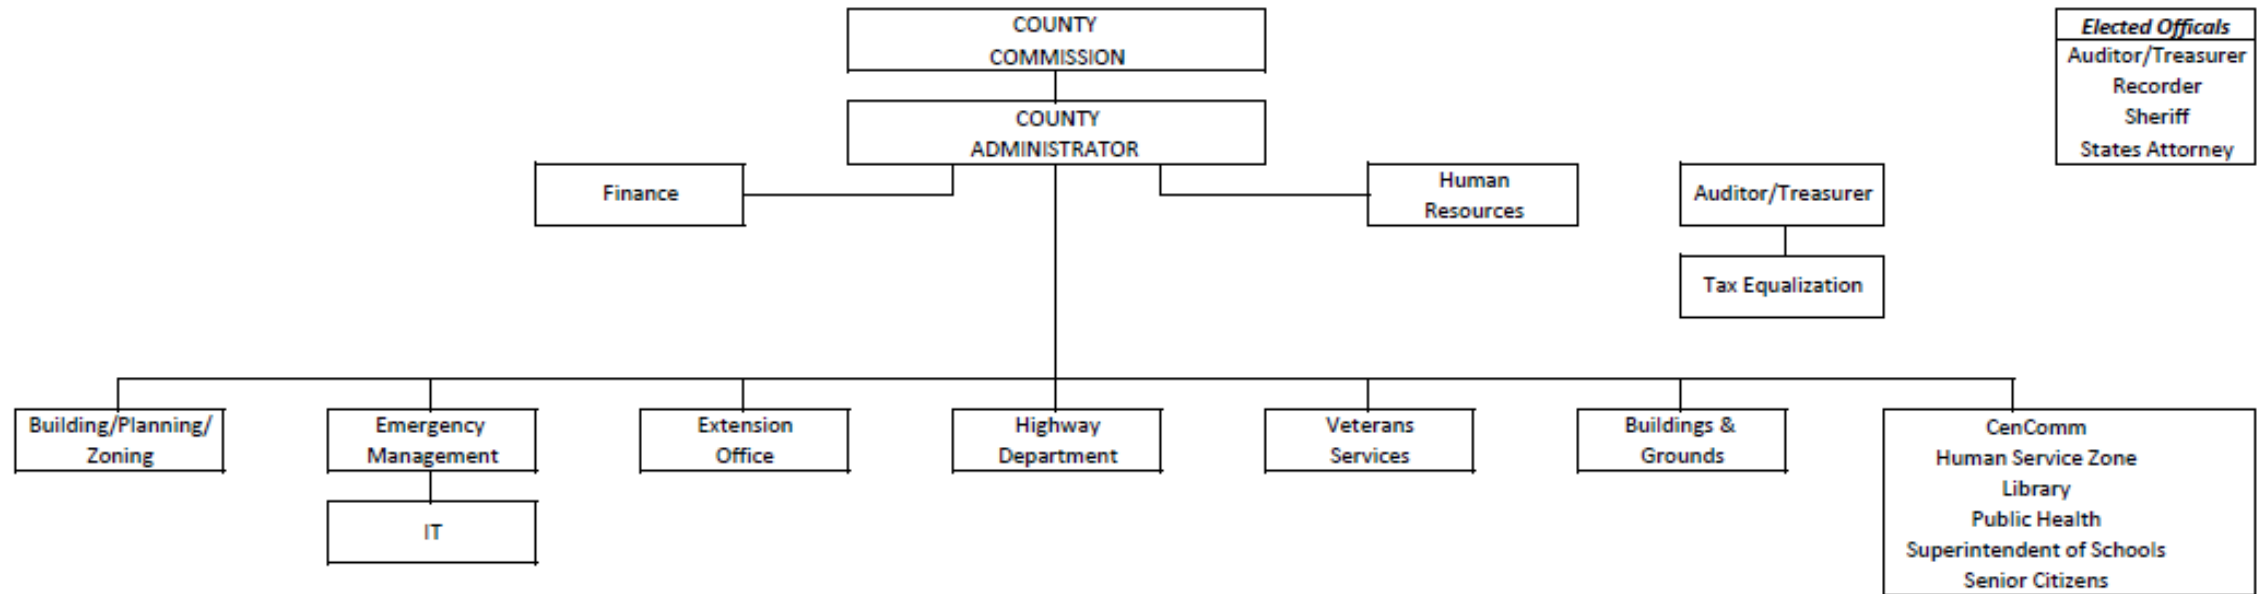 COUNTY
COMMISSION
Elected Officals
Auditor/Treasurer
Recorder
Sheriff
States Attorney
COUNTY
ADMINISTRATOR
Finance
Human
Resources
Auditor/Treasurer
Tax Equalization
Building/Planning/
Zoning
Emergency
Management
IT
Extension
Office
Highway
Department
Veterans
Services
Buildings &
Grounds
CenComm
Human Service Zone
Library
Public Health
Superintendent of Schools
Senior Citizens